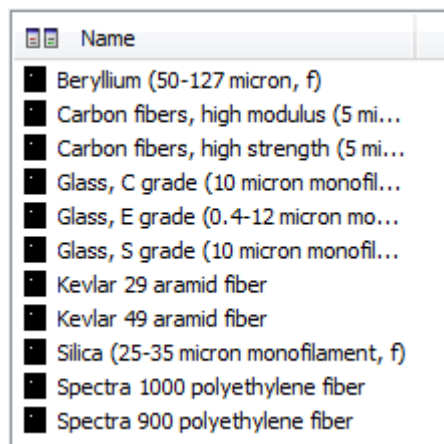 Name
Beryllium (50-127 micron, f)
Carbon fibers, high modulus (5 mi...
Carbon fibers, high strength (5 mi...
Glass, C grade (10 micron monofil...
Glass, E grade (0.4-12 micron mo...
Glass, S grade (10 micron monofil...
Kevlar 29 aramid fiber
Kevlar 49 aramid fiber
Silica (25-35 micron monofilament, f)
Spectra 1000 polyethylene fiber
Spectra 900 polyethylene fiber